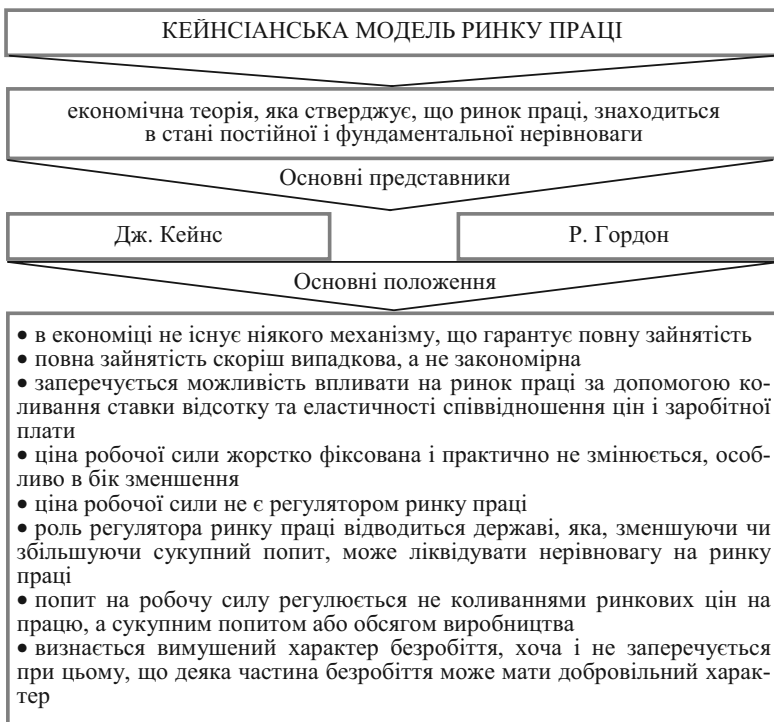 КЕЙНСІАНСЬКА МОДЕЛЬ РИНКУ ПРАЦІ
економічна теорія, яка стверджує, що ринок праці, знаходиться
в стані постійної і фундаментальної нерівноваги
Основні представники
Дж. Кейнс
Р. Гордон
Основні положення
• в економіці не існує ніякого механізму, що гарантує повну зайнятість
• повна зайнятість скоріш випадкова, а не закономірна
• заперечується можливість впливати на ринок праці за допомогою ко-
ливання ставки відсотку та еластичності співвідношення цін і заробітної
плати
• ціна робочої сили жорстко фіксована і практично не змінюється, особ-
ливо в бік зменшення
• ціна робочої сили не є регулятором ринку праці
• роль регулятора ринку праці відводиться державі, яка, зменшуючи чи
збільшуючи сукупний попит, може ліквідувати нерівновагу на ринку
праці
• попит на робочу силу регулюється не коливаннями ринкових цін на
працю, а сукупним попитом або обсягом виробництва
• визнається вимушений характер безробіття, хоча і не заперечується
при цьому, що деяка частина безробіття може мати добровільний харак-
тер